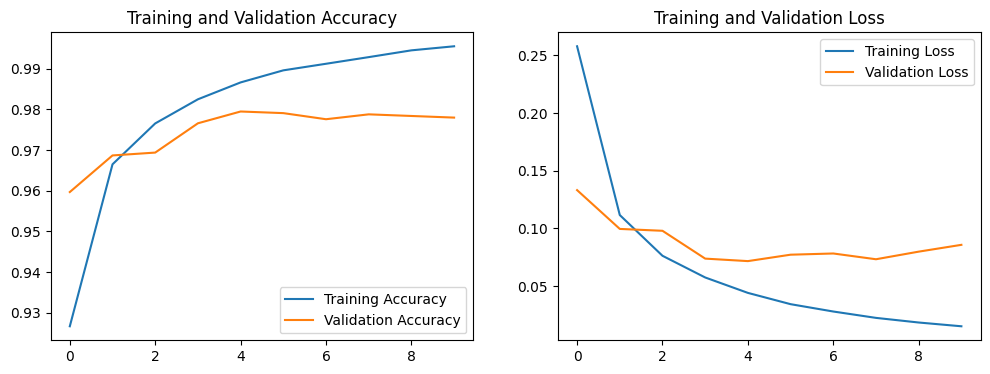 Training and Validation Accuracy
0.99
0.98
0.97
0.96
0.95
0.94
0.93
0 2 4 6 8
Training Accuracy
Validation Accuracy
Training and Validation Loss
0.25
0.20
0.15
0.10
0.05
0 2 4 6 8
Training Loss
Validation Loss